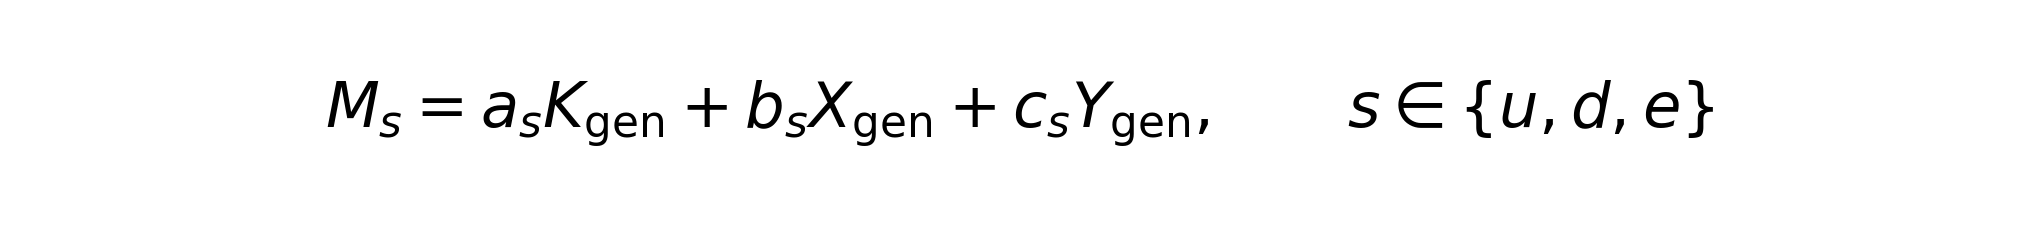 M_s = a_s K_gen + b_s X_gen + c_s Y_gen, s ∈ {u, d, e}